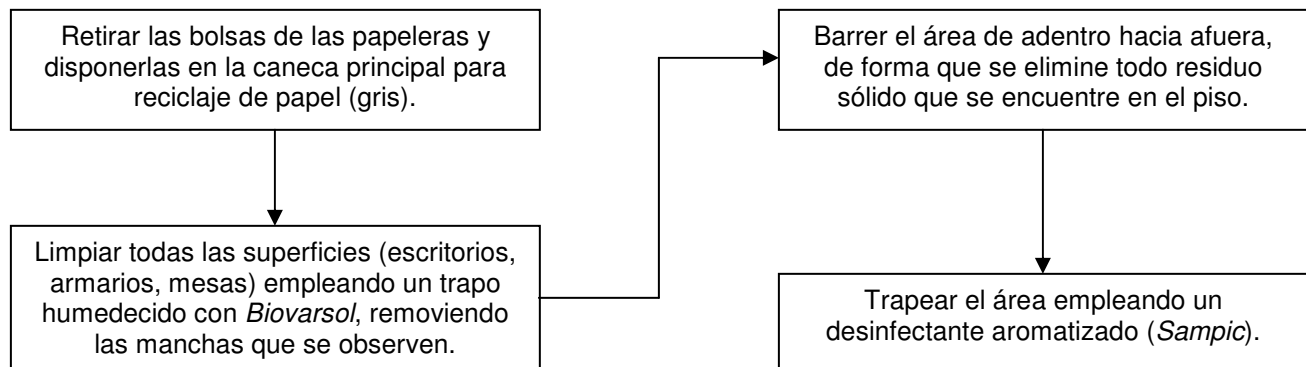 Retirar las bolsas de las papeleras y
disponerlas en la caneca principal para
reciclaje de papel (gris).
Limpiar todas las superficies (escritorios,
armarios, mesas) empleando un trapo
humedecido con Biovarsol, removiendo
las manchas que se observen.
Barrer el área de adentro hacia afuera,
de forma que se elimine todo residuo
sólido que se encuentre en el piso.
Trapear el área empleando un
desinfectante aromatizado (Sampic).